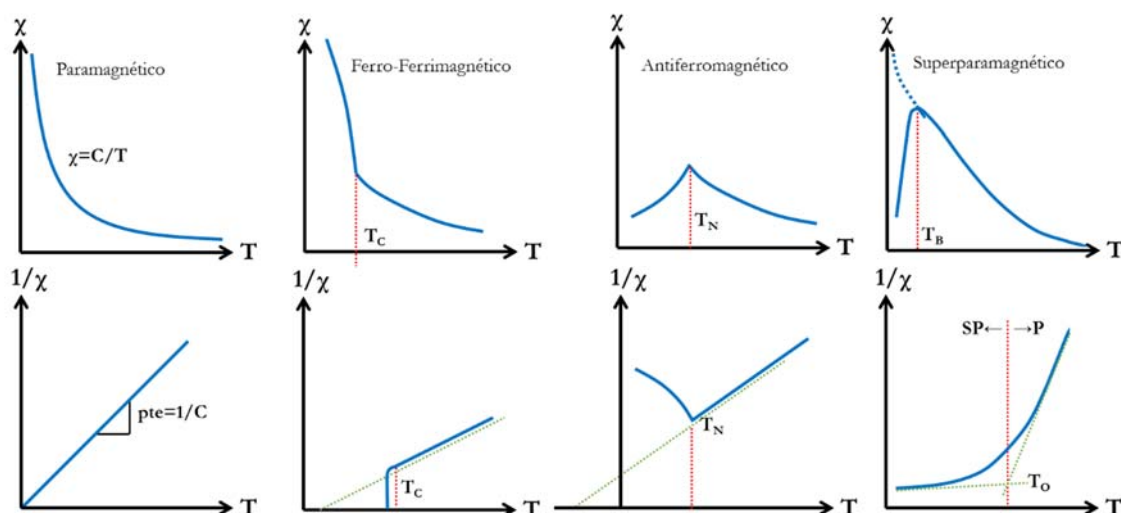 χ
Paramagnético
χ=C/T
T
χ
Ferro-Ferrimagnético
T_C
T
χ
Antiferromagnético
T_N
T
χ
Superparamagnético
T_B
T
1/χ
pte=1/C
T
1/χ
T_C
T
1/χ
T_N
T
1/χ
SP← →P
T_O
T